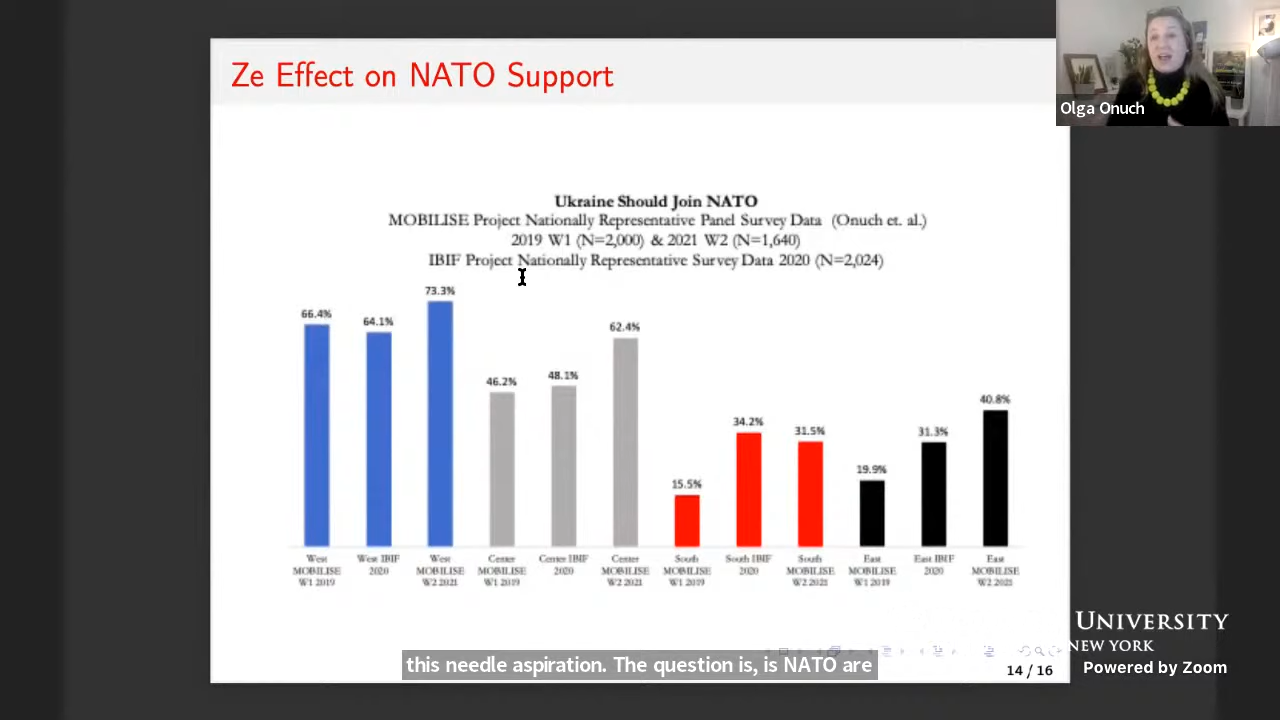 Ze Effect on NATO Support
Olga Onuch
Ukraine Should Join NATO
MOBILISE Project Nationally Representative Panel Survey Data (Onuch et. al.)
2019 W1 (N=2,000) & 2021 W2 (N=1,640)
IBIF Project Nationally Representative Survey Data 2020 (N=2,024)
66.4%
64.1%
73.3%
46.2%
48.1%
62.4%
15.5%
34.2%
31.5%
19.9%
31.3%
40.8%
West MOBILISE W1 2019
West IBIF 2020
West MOBILISE W2 2021
Center MOBILISE W1 2019
Center IBIF 2020
Center MOBILISE W2 2021
South MOBILISE W1 2019
South IBIF 2020
South MOBILISE W2 2021
East MOBILISE W1 2019
East IBIF 2020
East MOBILISE W2 2021
UNIVERSITY
NEW YORK
this needle aspiration. The question is, is NATO are
14 / 16
Powered by Zoom